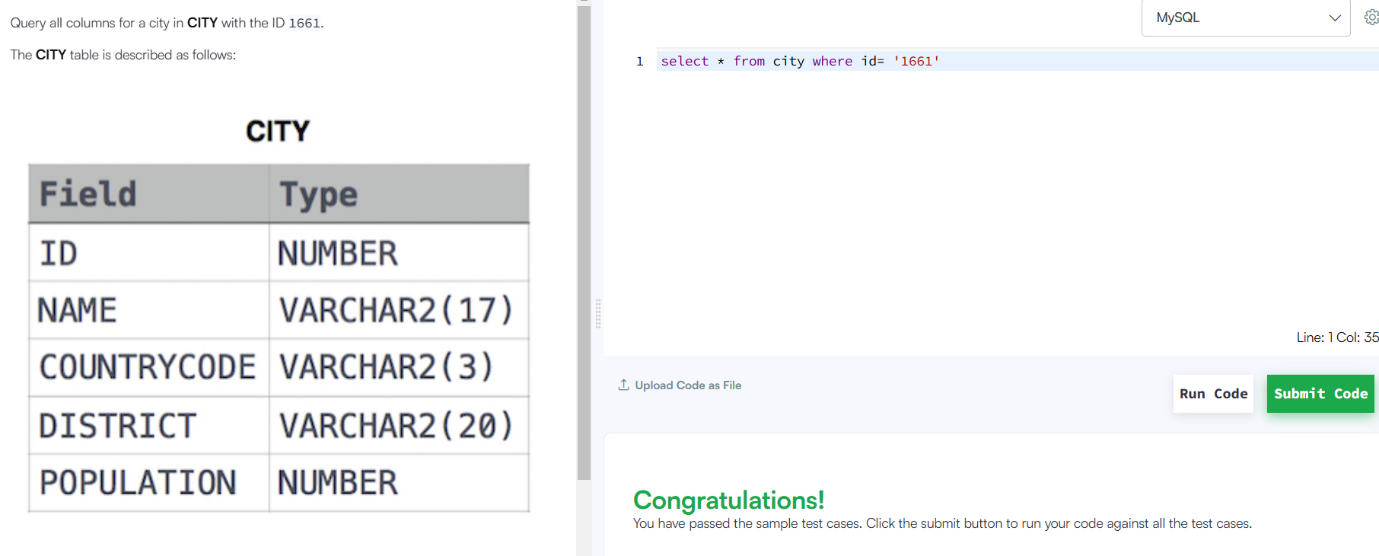 Query all columns for a city in CITY with the ID 1661.
The CITY table is described as follows:
CITY
Field Type
ID NUMBER
NAME VARCHAR2(17)
COUNTRYCODE VARCHAR2(3)
DISTRICT VARCHAR2(20)
POPULATION NUMBER
MySQL
1 select * from city where id= '1661'
Line: 1 Col: 35
Upload Code as File
Run Code
Submit Code
Congratulations!
You have passed the sample test cases. Click the submit button to run your code against all the test cases.